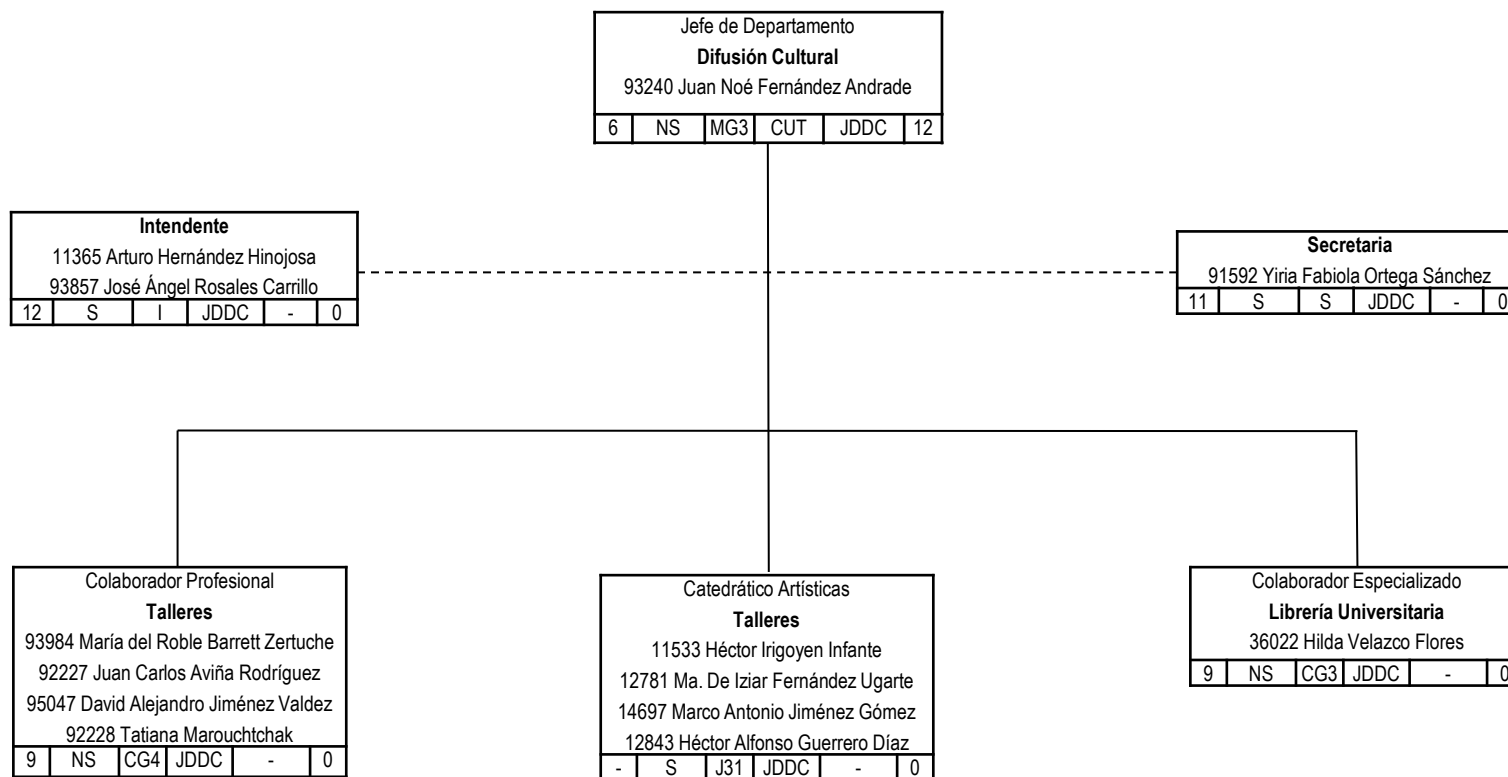 Jefe de Departamento
Difusión Cultural
93240 Juan Noé Fernández Andrade
6 NS MG3 CUT JDDC 12
Intendente
11365 Arturo Hernández Hinojosa
93857 José Ángel Rosales Carrillo
12 S I JDDC - 0
Secretaria
91592 Yiria Fabiola Ortega Sánchez
11 S S JDDC - 0
Colaborador Profesional
Talleres
93984 María del Roble Barrett Zertuche
92227 Juan Carlos Aviña Rodríguez
95047 David Alejandro Jiménez Valdez
92228 Tatiana Marouchtchak
9 NS CG4 JDDC - 0
Catedrático Artísticas
Talleres
11533 Héctor Irigoyen Infante
12781 Ma. De Iziar Fernández Ugarte
14697 Marco Antonio Jiménez Gómez
12843 Héctor Alfonso Guerrero Díaz
- S J31 JDDC - 0
Colaborador Especializado
Librería Universitaria
36022 Hilda Velazco Flores
9 NS CG3 JDDC - 0